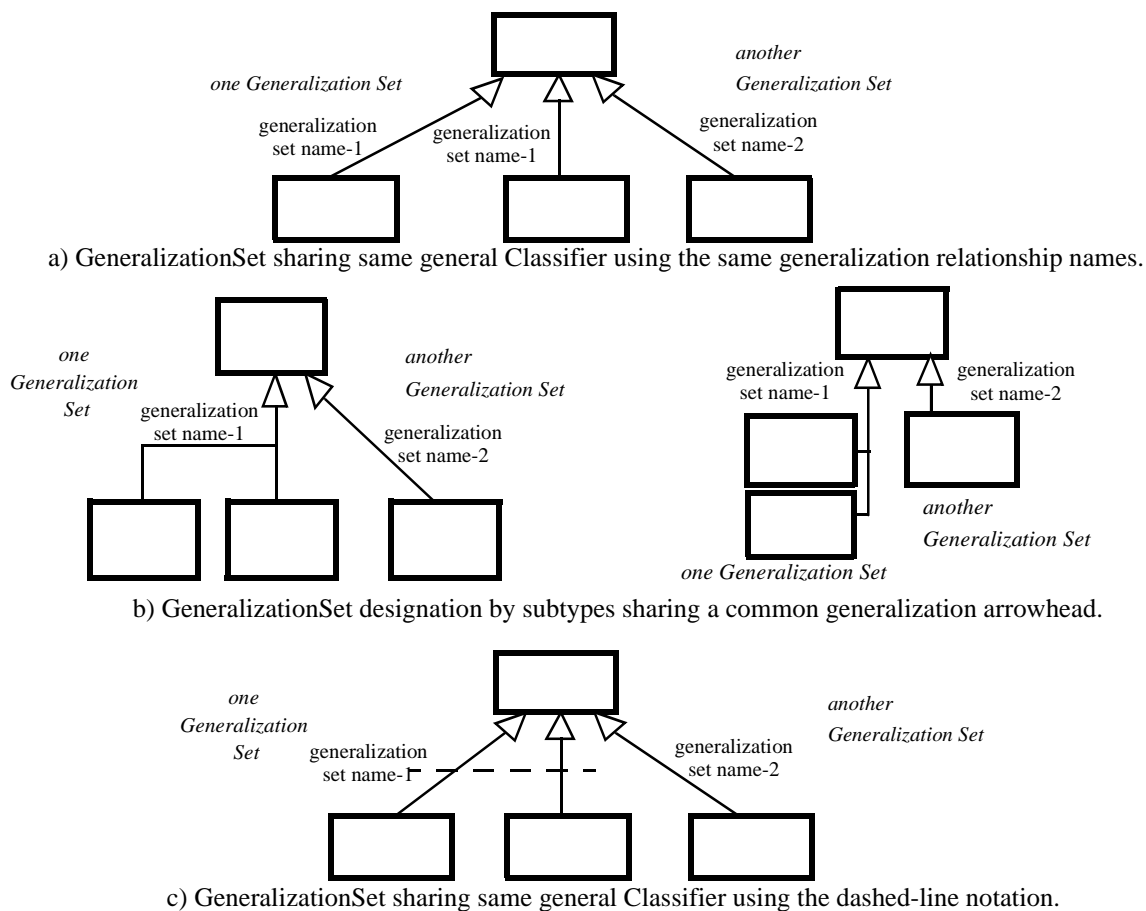 another
Generalization Set
one Generalization Set
generalization
set name-1
generalization
set name-1
generalization
set name-2
a) GeneralizationSet sharing same general Classifier using the same generalization relationship names.
one
Generalization
Set
another
Generalization Set
generalization
set name-1
generalization
set name-2
generalization
set name-1
generalization
set name-2
another
Generalization Set
one Generalization Set
b) GeneralizationSet designation by subtypes sharing a common generalization arrowhead.
one
Generalization
Set
another
Generalization Set
generalization
set name-1
generalization
set name-2
c) GeneralizationSet sharing same general Classifier using the dashed-line notation.